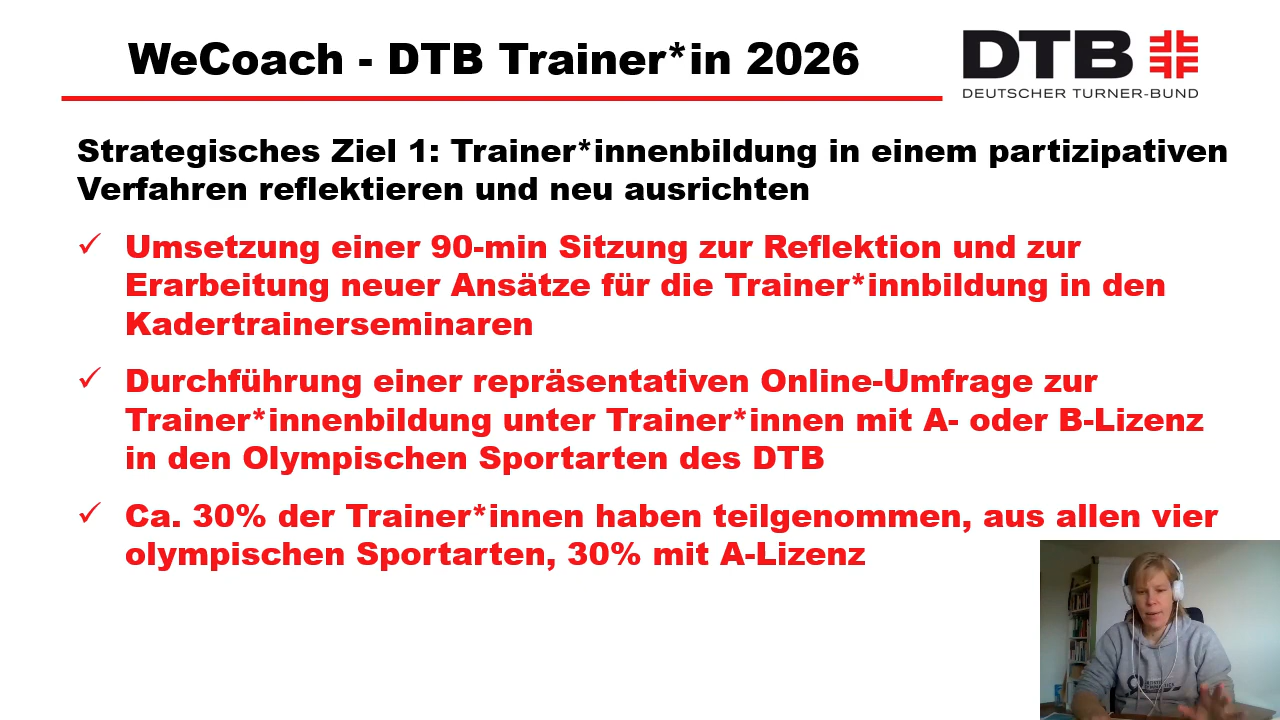 WeCoach - DTB Trainer*in 2026
DTB
DEUTSCHER TURNER-BUND
Strategisches Ziel 1: Trainer*innenbildung in einem partizipativen
Verfahren reflektieren und neu ausrichten
✓ Umsetzung einer 90-min Sitzung zur Reflektion und zur
Erarbeitung neuer Ansätze für die Trainer*innbildung in den
Kadertrainerseminaren
✓ Durchführung einer repräsentativen Online-Umfrage zur
Trainer*innenbildung unter Trainer*innen mit A- oder B-Lizenz
in den Olympischen Sportarten des DTB
✓ Ca. 30% der Trainer*innen haben teilgenommen, aus allen vier
olympischen Sportarten, 30% mit A-Lizenz